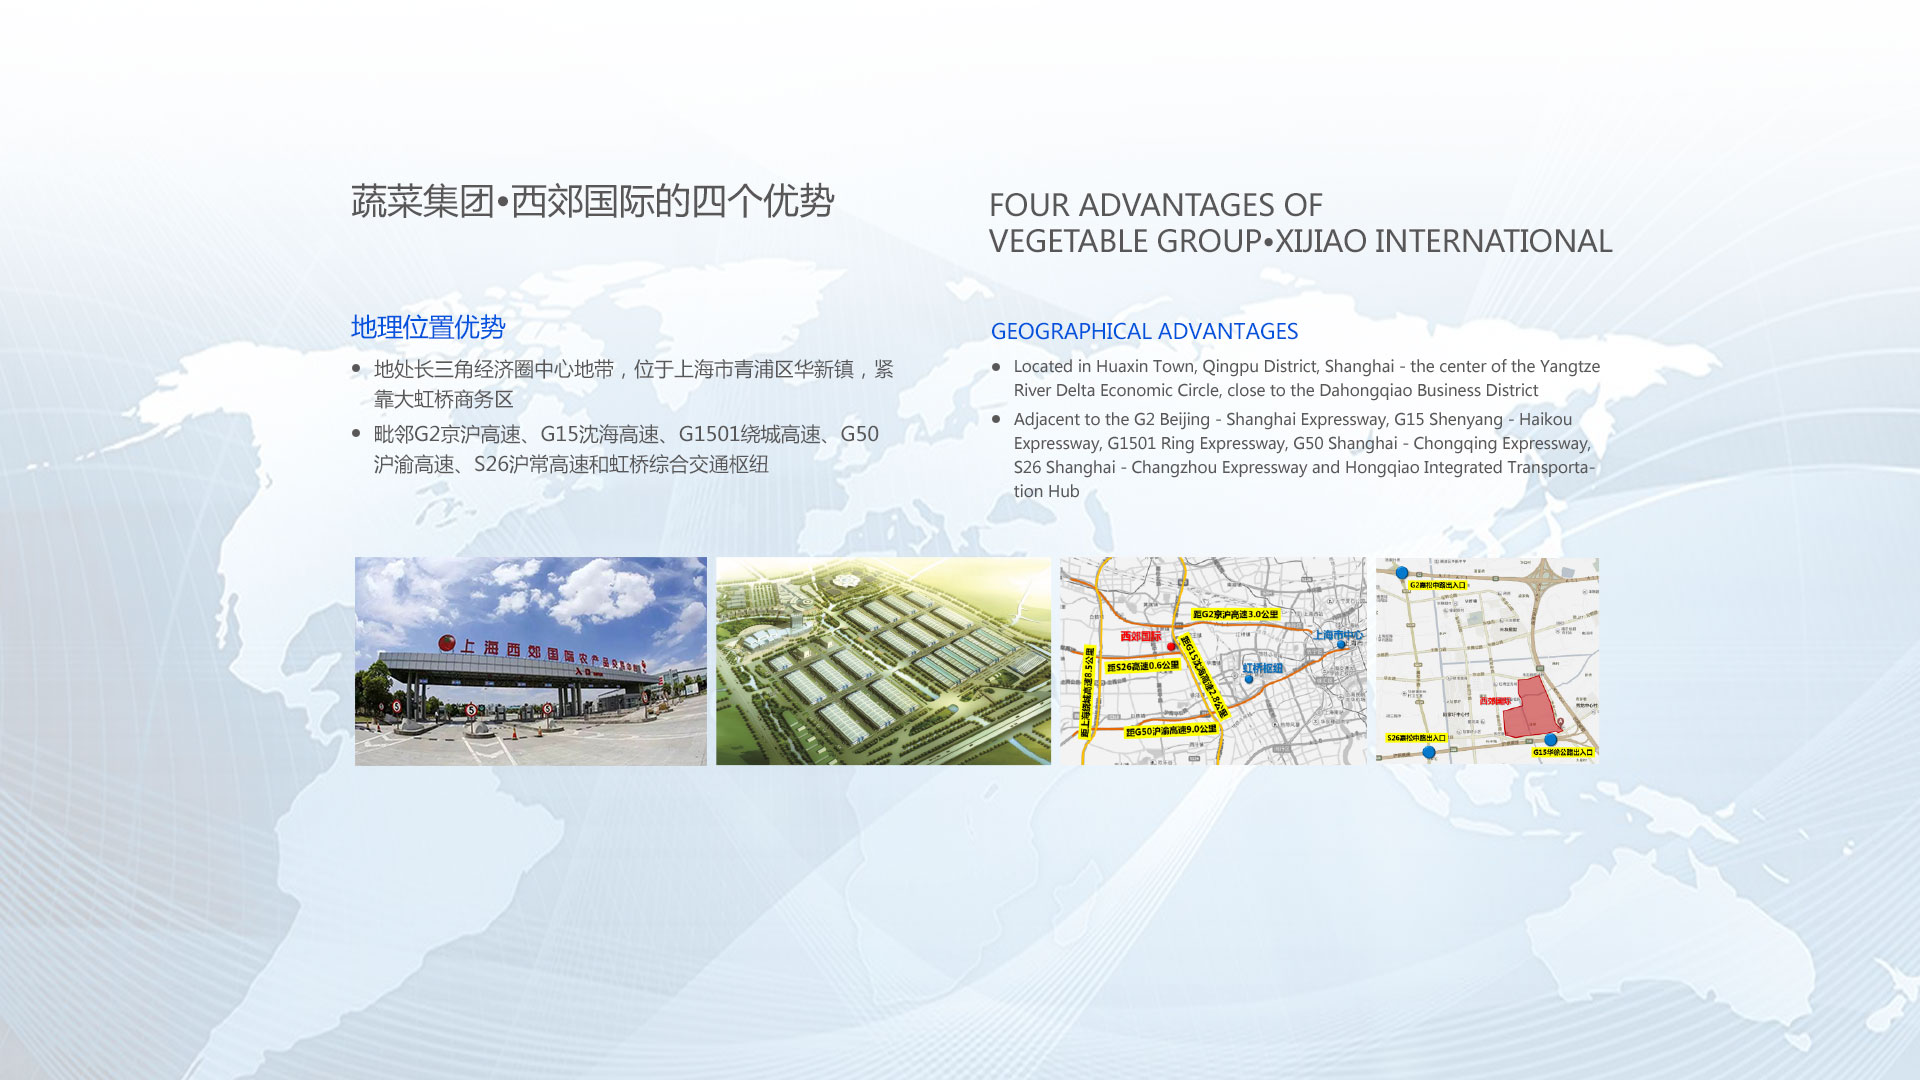 蔬菜集团•西郊国际的四个优势
FOUR ADVANTAGES OF
VEGETABLE GROUP•XIJIAO INTERNATIONAL
地理位置优势
• 地处长三角经济圈中心地带，位于上海市青浦区华新镇，紧
靠大虹桥商务区
• 毗邻G2京沪高速、G15沈海高速、G1501绕城高速、G50
沪渝高速、S26沪常高速和虹桥综合交通枢纽
GEOGRAPHICAL ADVANTAGES
• Located in Huaxin Town, Qingpu District, Shanghai - the center of the Yangtze
River Delta Economic Circle, close to the Dahongqiao Business District
• Adjacent to the G2 Beijing - Shanghai Expressway, G15 Shenyang - Haikou
Expressway, G1501 Ring Expressway, G50 Shanghai - Chongqing Expressway,
S26 Shanghai - Changzhou Expressway and Hongqiao Integrated Transporta-
tion Hub
上海西郊国际农产品交易中心
入口
5
5
5
距G2京沪高速3.0公里
西郊国际
上海市中心
距S26高速0.6公里
距G15沈海高速2.8公里
虹桥枢纽
距上海绕城高速8.5公里
距G50沪渝高速9.0公里
G2嘉松中路出入口
西郊国际
S26嘉松中路出入口
G15华徐公路出入口